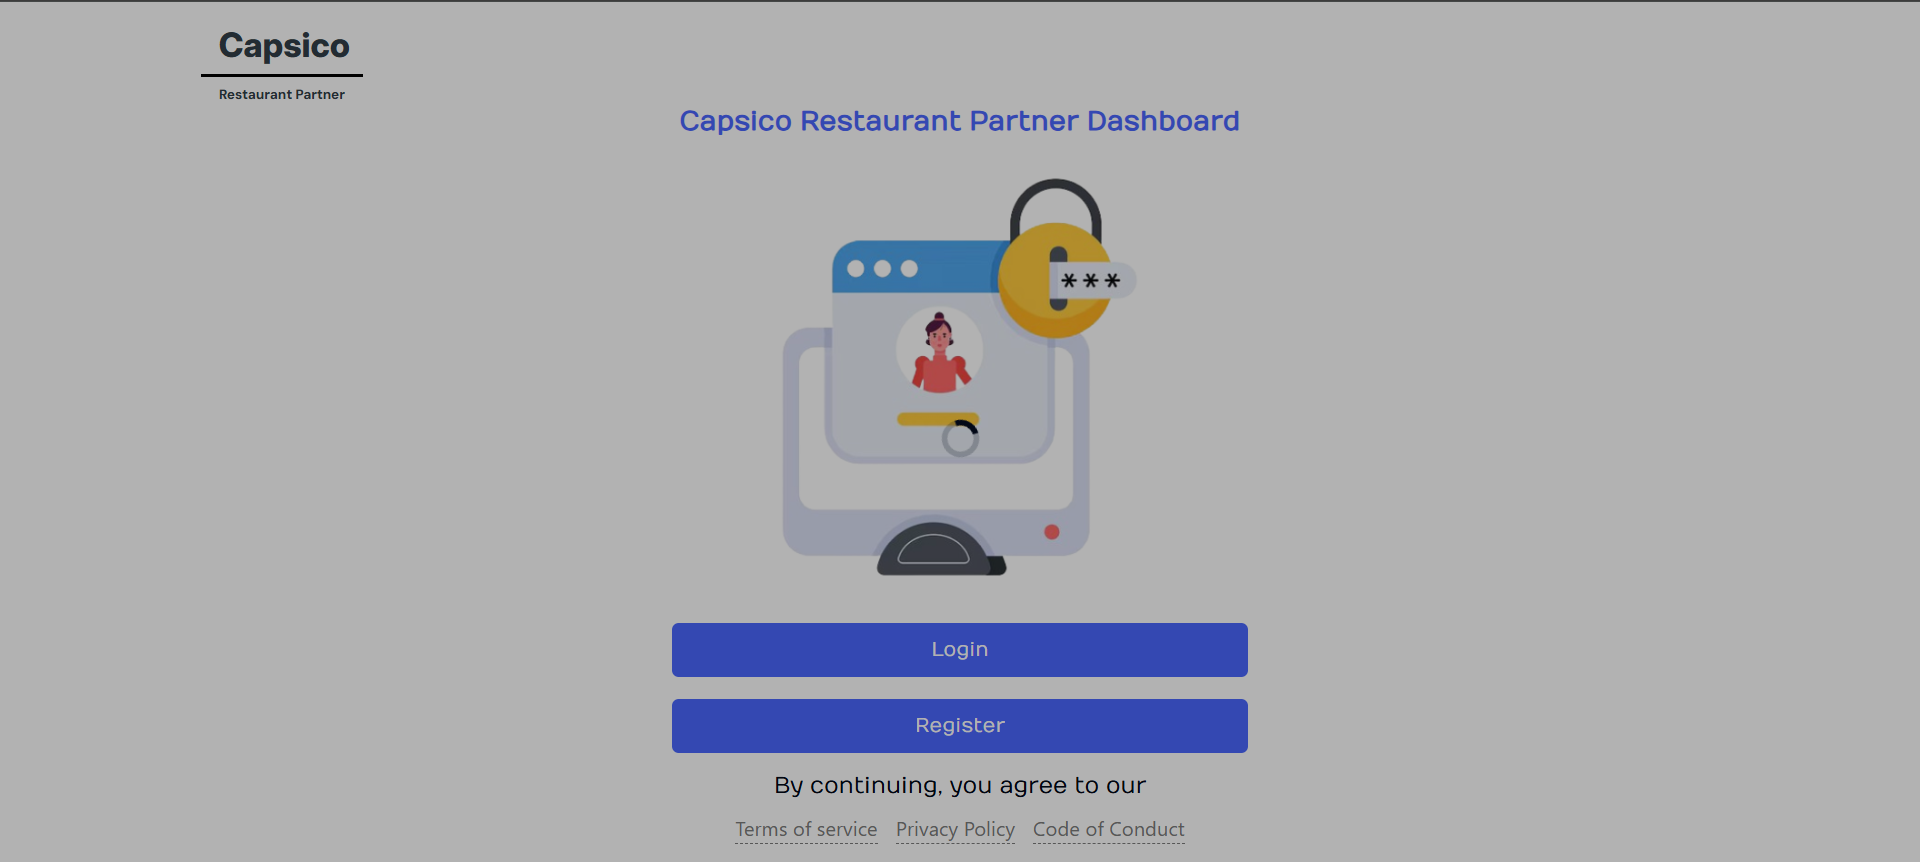 Capsico
Restaurant Partner
Capsico Restaurant Partner Dashboard
***
Login
Register
By continuing, you agree to our
Terms of service Privacy Policy Code of Conduct